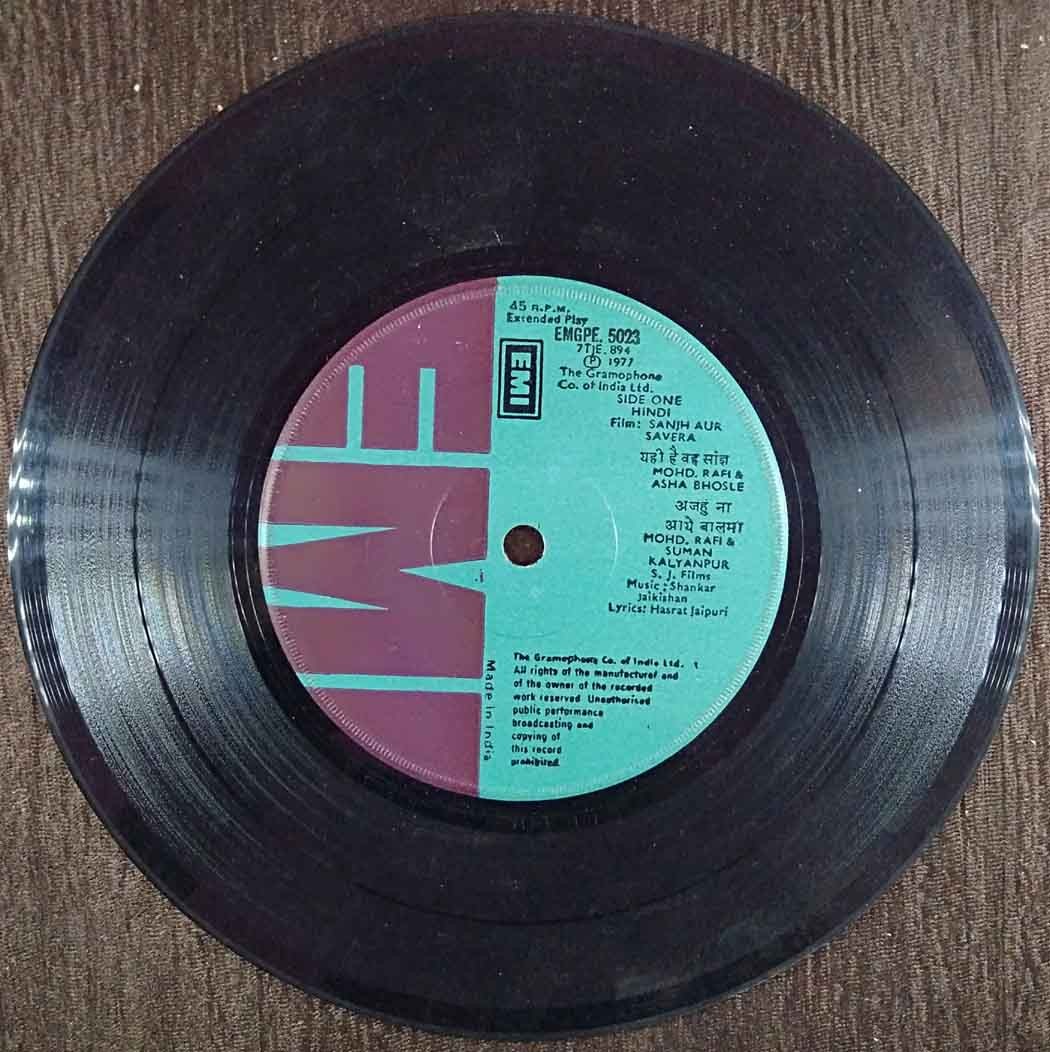 45 R.P.M.
Extended Play
EMGPE. 5023
7TJE. 894
Ⓟ 1977
EMI
The Gramophone
Co. of India Ltd.
SIDE ONE
HINDI
Film: SANJH AUR
SAVERA
यही है वह सांझ
MOHD. RAFI &
ASHA BHOSLE
अजहुं ना
आये बालमा
MOHD. RAFI &
SUMAN
KALYANPUR
S. J. Films
Music: Shankar
Jaikishan
Lyrics: Hasrat Jaipuri
EMI
Made in India
The Gramophone Co. of India Ltd.
All rights of the manufacturer and
of the owner of the recorded
work reserved Unauthorised
public performance
broadcasting and
copying of
this record
prohibited.